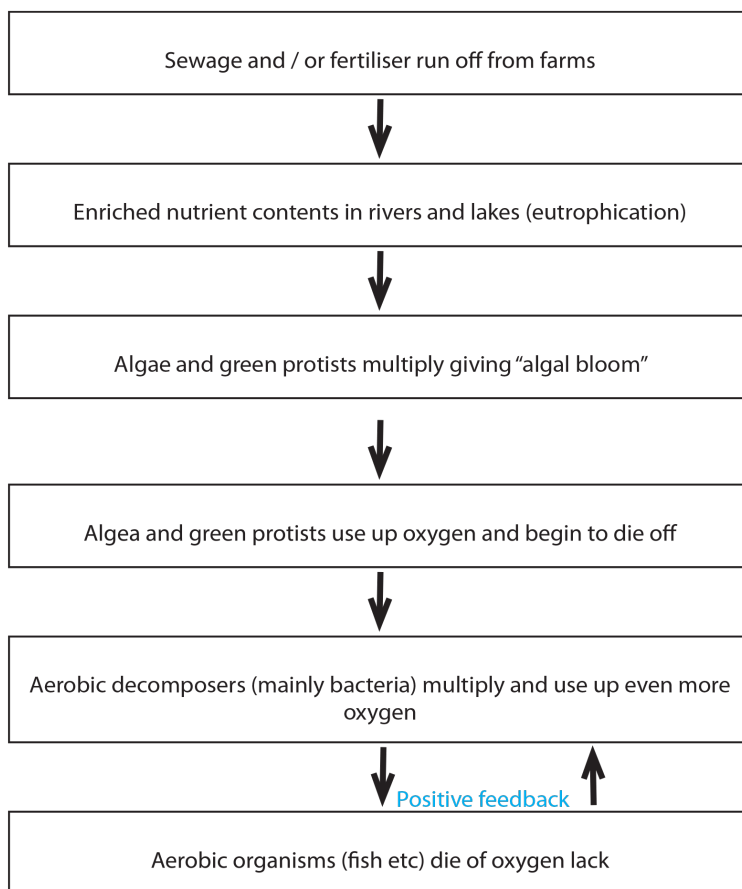 Sewage and / or fertiliser run off from farms
Enriched nutrient contents in rivers and lakes (eutrophication)
Algae and green protists multiply giving “algal bloom”
Algea and green protists use up oxygen and begin to die off
Aerobic decomposers (mainly bacteria) multiply and use up even more
oxygen
Positive feedback
Aerobic organisms (fish etc) die of oxygen lack